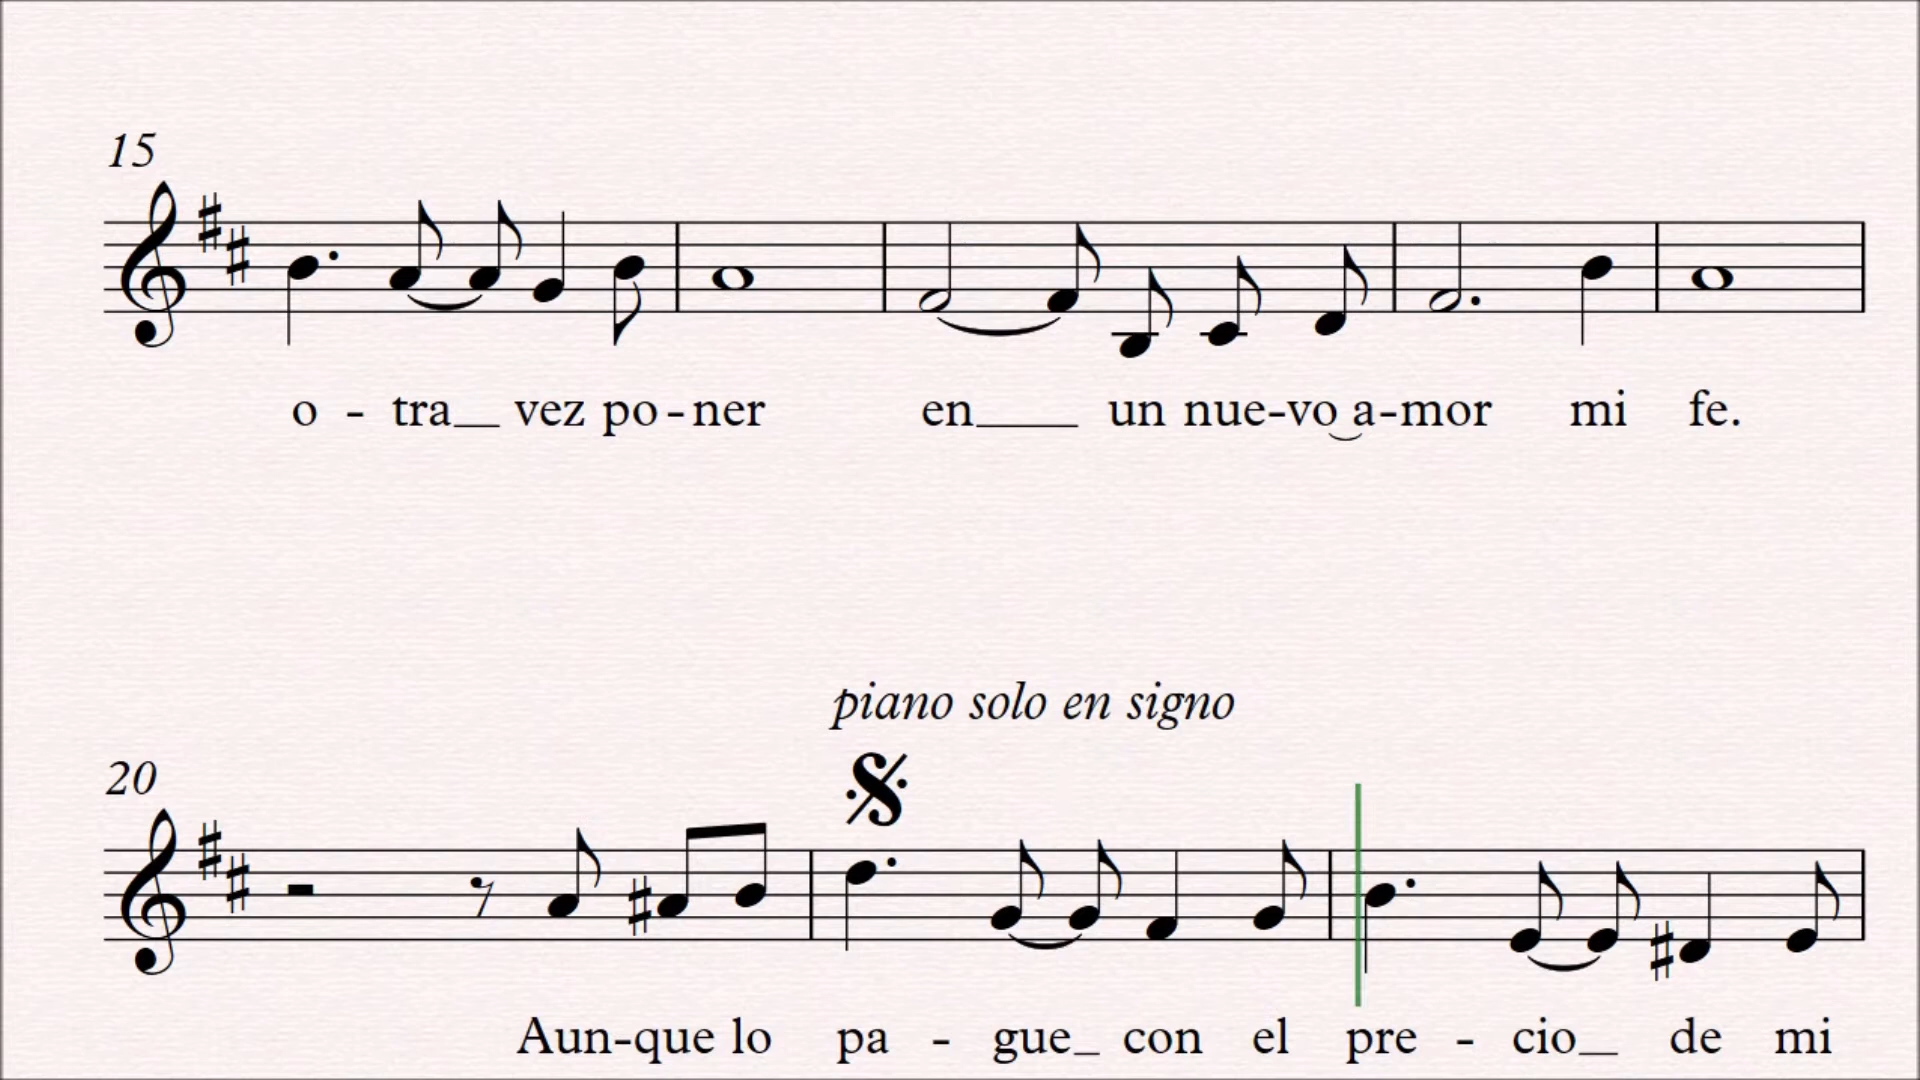 15
o - tra__ vez po-ner en____ un nue-vo a-mor mi fe.
piano solo en signo
20
Aun-que lo pa - gue_ con el pre - cio_ de mi